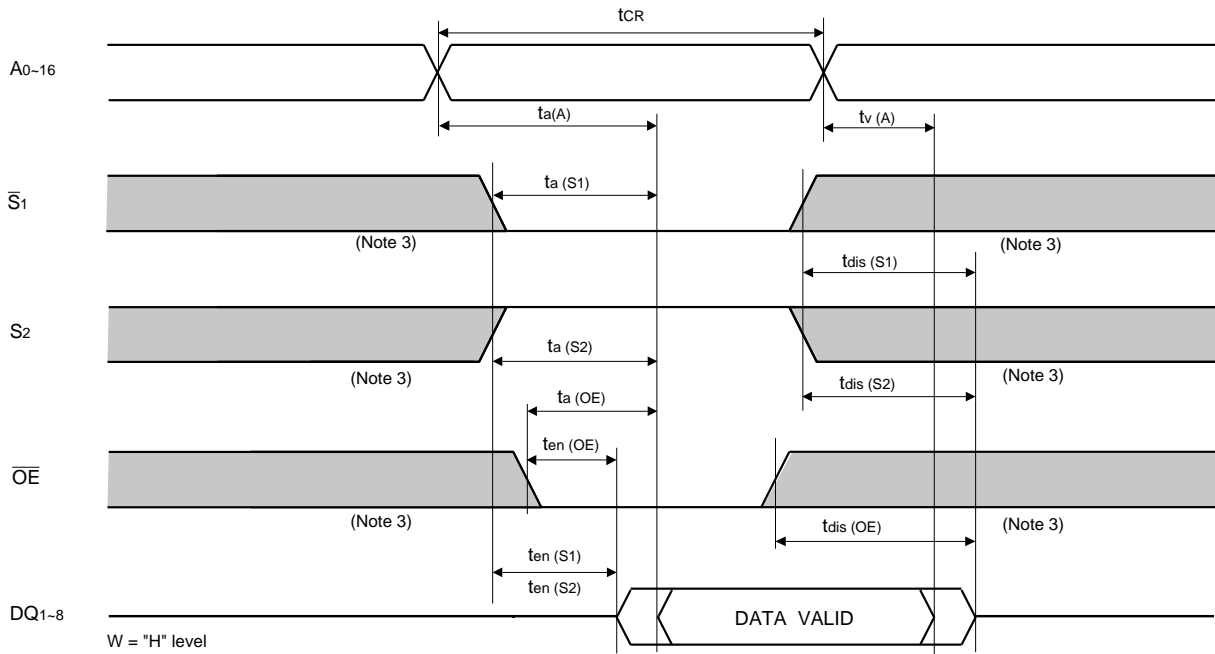 tCR
A0~16
ta(A)
tv (A)
S1
ta (S1)
(Note 3)
(Note 3)
tdis (S1)
S2
ta (S2)
(Note 3)
(Note 3)
tdis (S2)
ta (OE)
ten (OE)
OE
(Note 3)
(Note 3)
tdis (OE)
ten (S1)
ten (S2)
DQ1~8
DATA VALID
W = "H" level